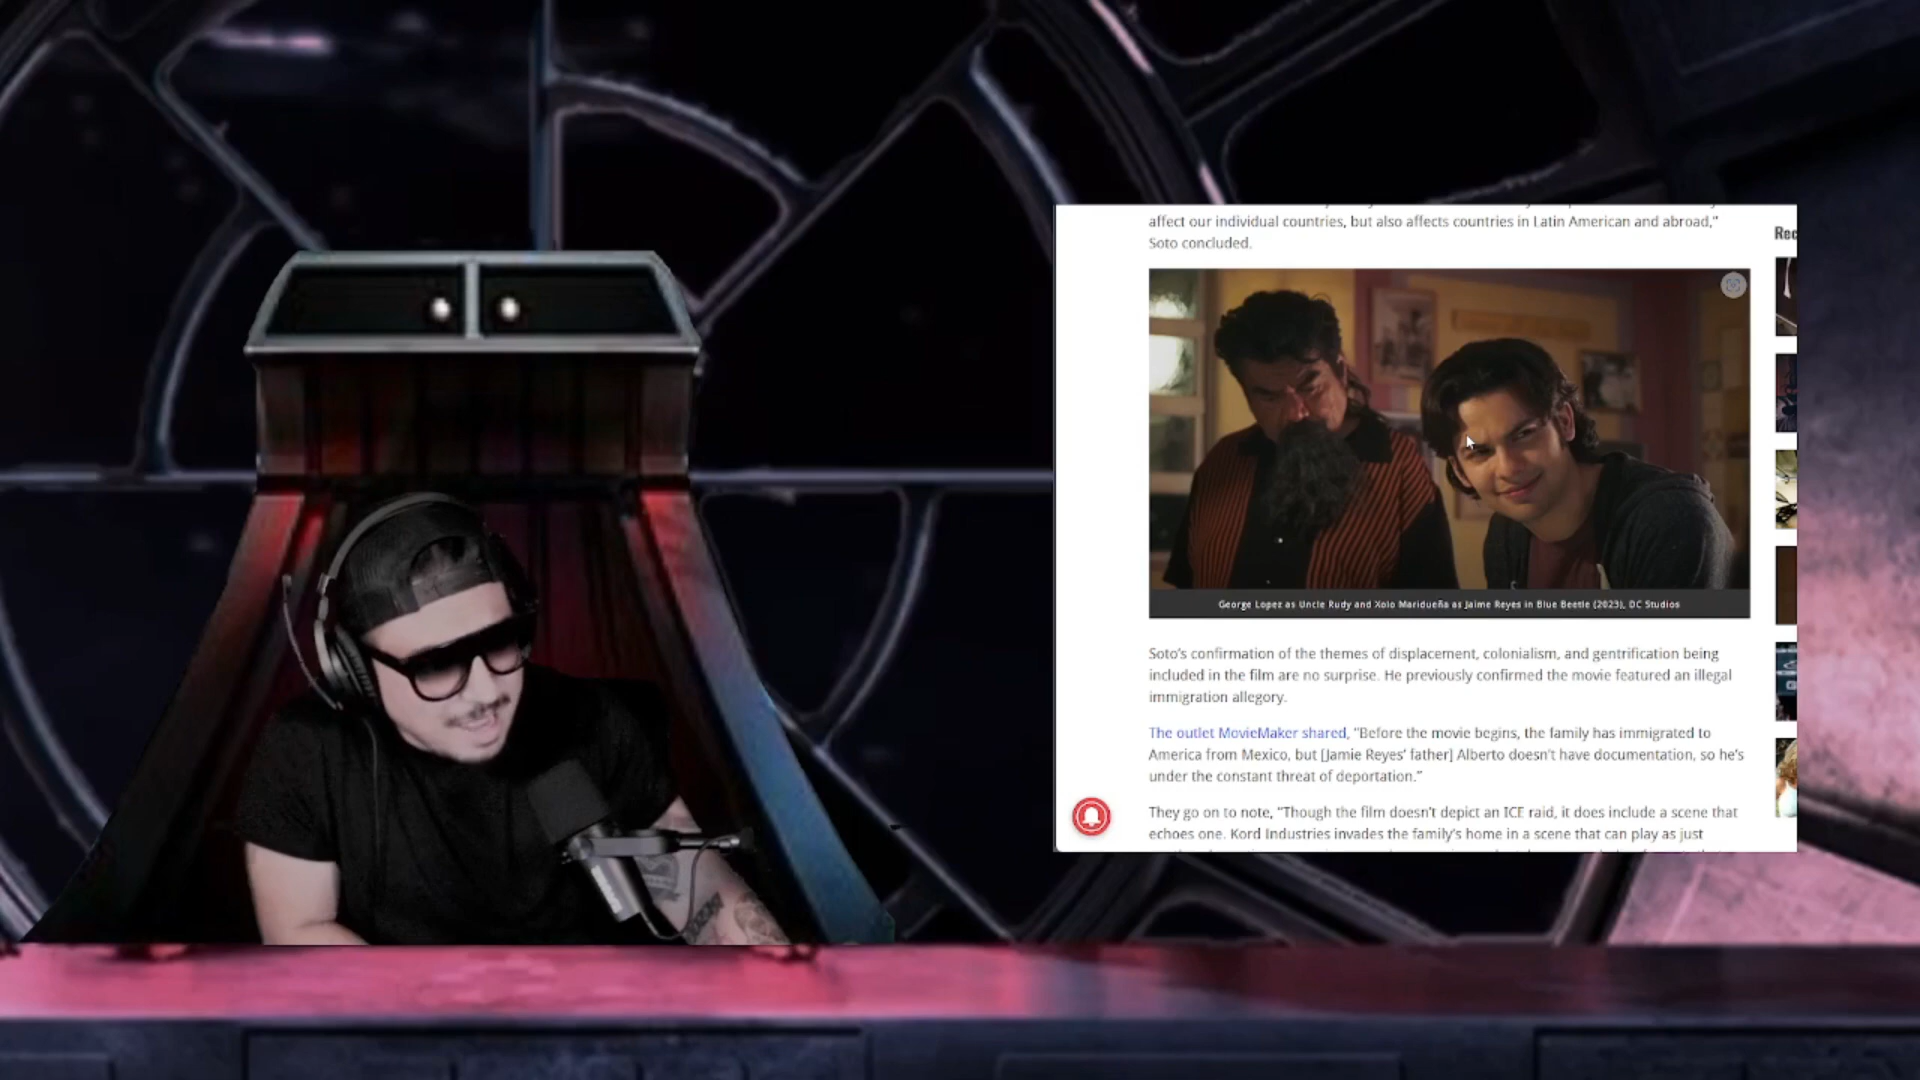 affect our individual countries, but also affects countries in Latin American and abroad,”
Soto concluded.
Rec
George Lopez as Uncle Rudy and Xolo Maridueña as Jaime Reyes in Blue Beetle (2023), DC Studios
Soto’s confirmation of the themes of displacement, colonialism, and gentrification being
included in the film are no surprise. He previously confirmed the movie featured an illegal
immigration allegory.
The outlet MovieMaker shared, “Before the movie begins, the family has immigrated to
America from Mexico, but [Jamie Reyes’ father] Alberto doesn’t have documentation, so he’s
under the constant threat of deportation.”
They go on to note, “Though the film doesn’t depict an ICE raid, it does include a scene that
echoes one. Kord Industries invades the family’s home in a scene that can play as just